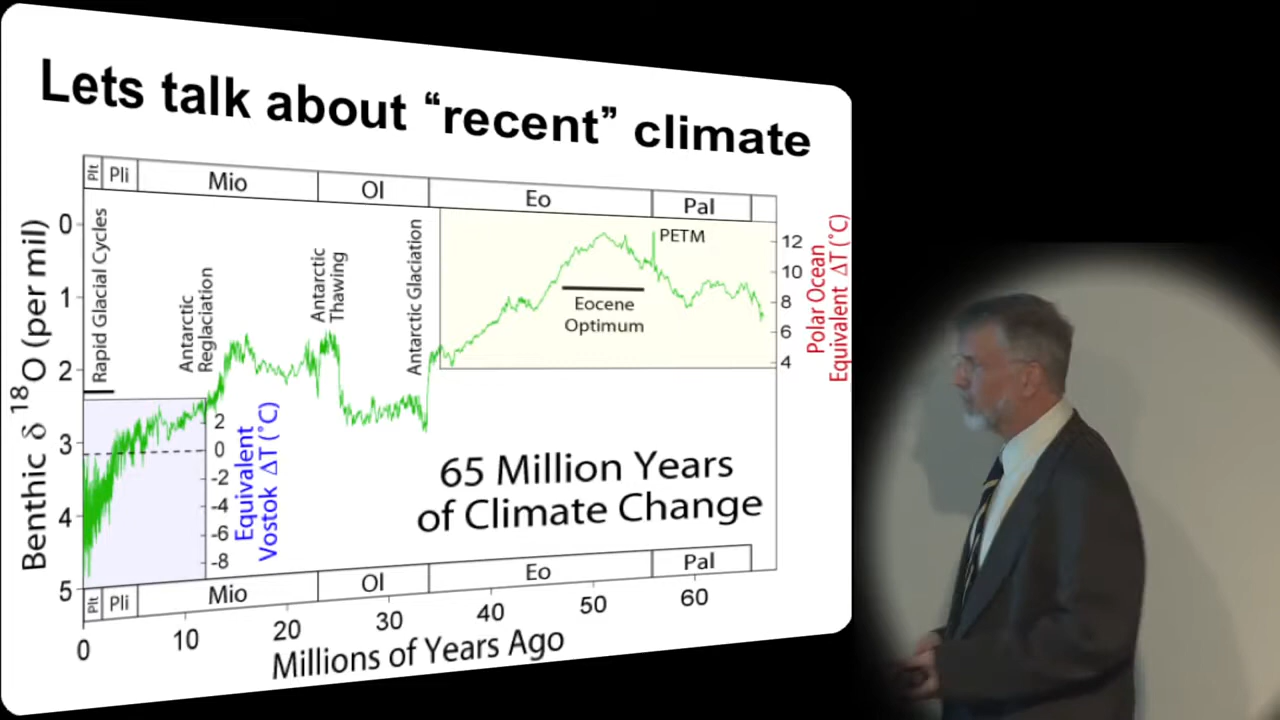 Lets talk about “recent” climate
Plt Pli Mio Ol Eo Pal
Benthic δ 18O (per mil)
0
1
2
3
4
5
Rapid Glacial Cycles
Antarctic
Reglaciation
Antarctic
Thawing
Antarctic Glaciation
PETM
Eocene
Optimum
12
10
8
6
4
Polar Ocean
Equivalent ΔT (˚C)
2
0
-2
-4
-6
-8
Equivalent
Vostok ΔT (˚C)
65 Million Years
of Climate Change
Plt Pli Mio Ol Eo Pal
0 10 20 30 40 50 60
Millions of Years Ago